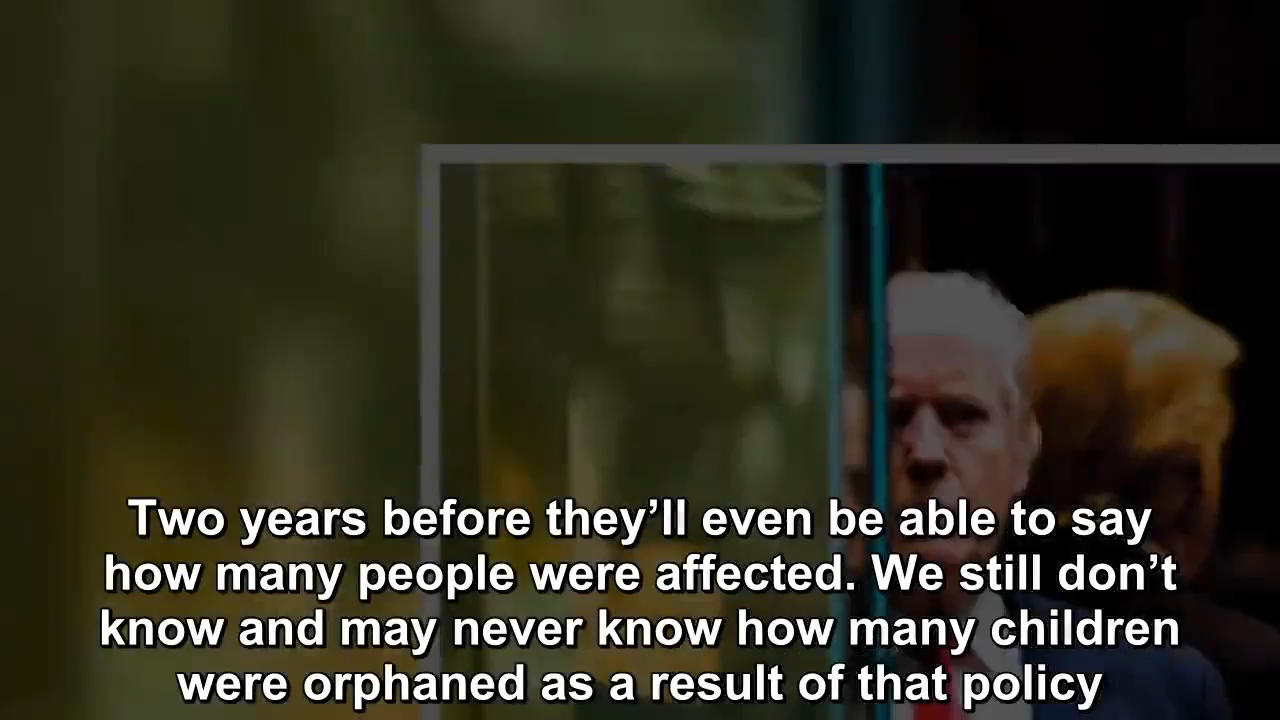 Two years before they’ll even be able to say
how many people were affected. We still don’t
know and may never know how many children
were orphaned as a result of that policy